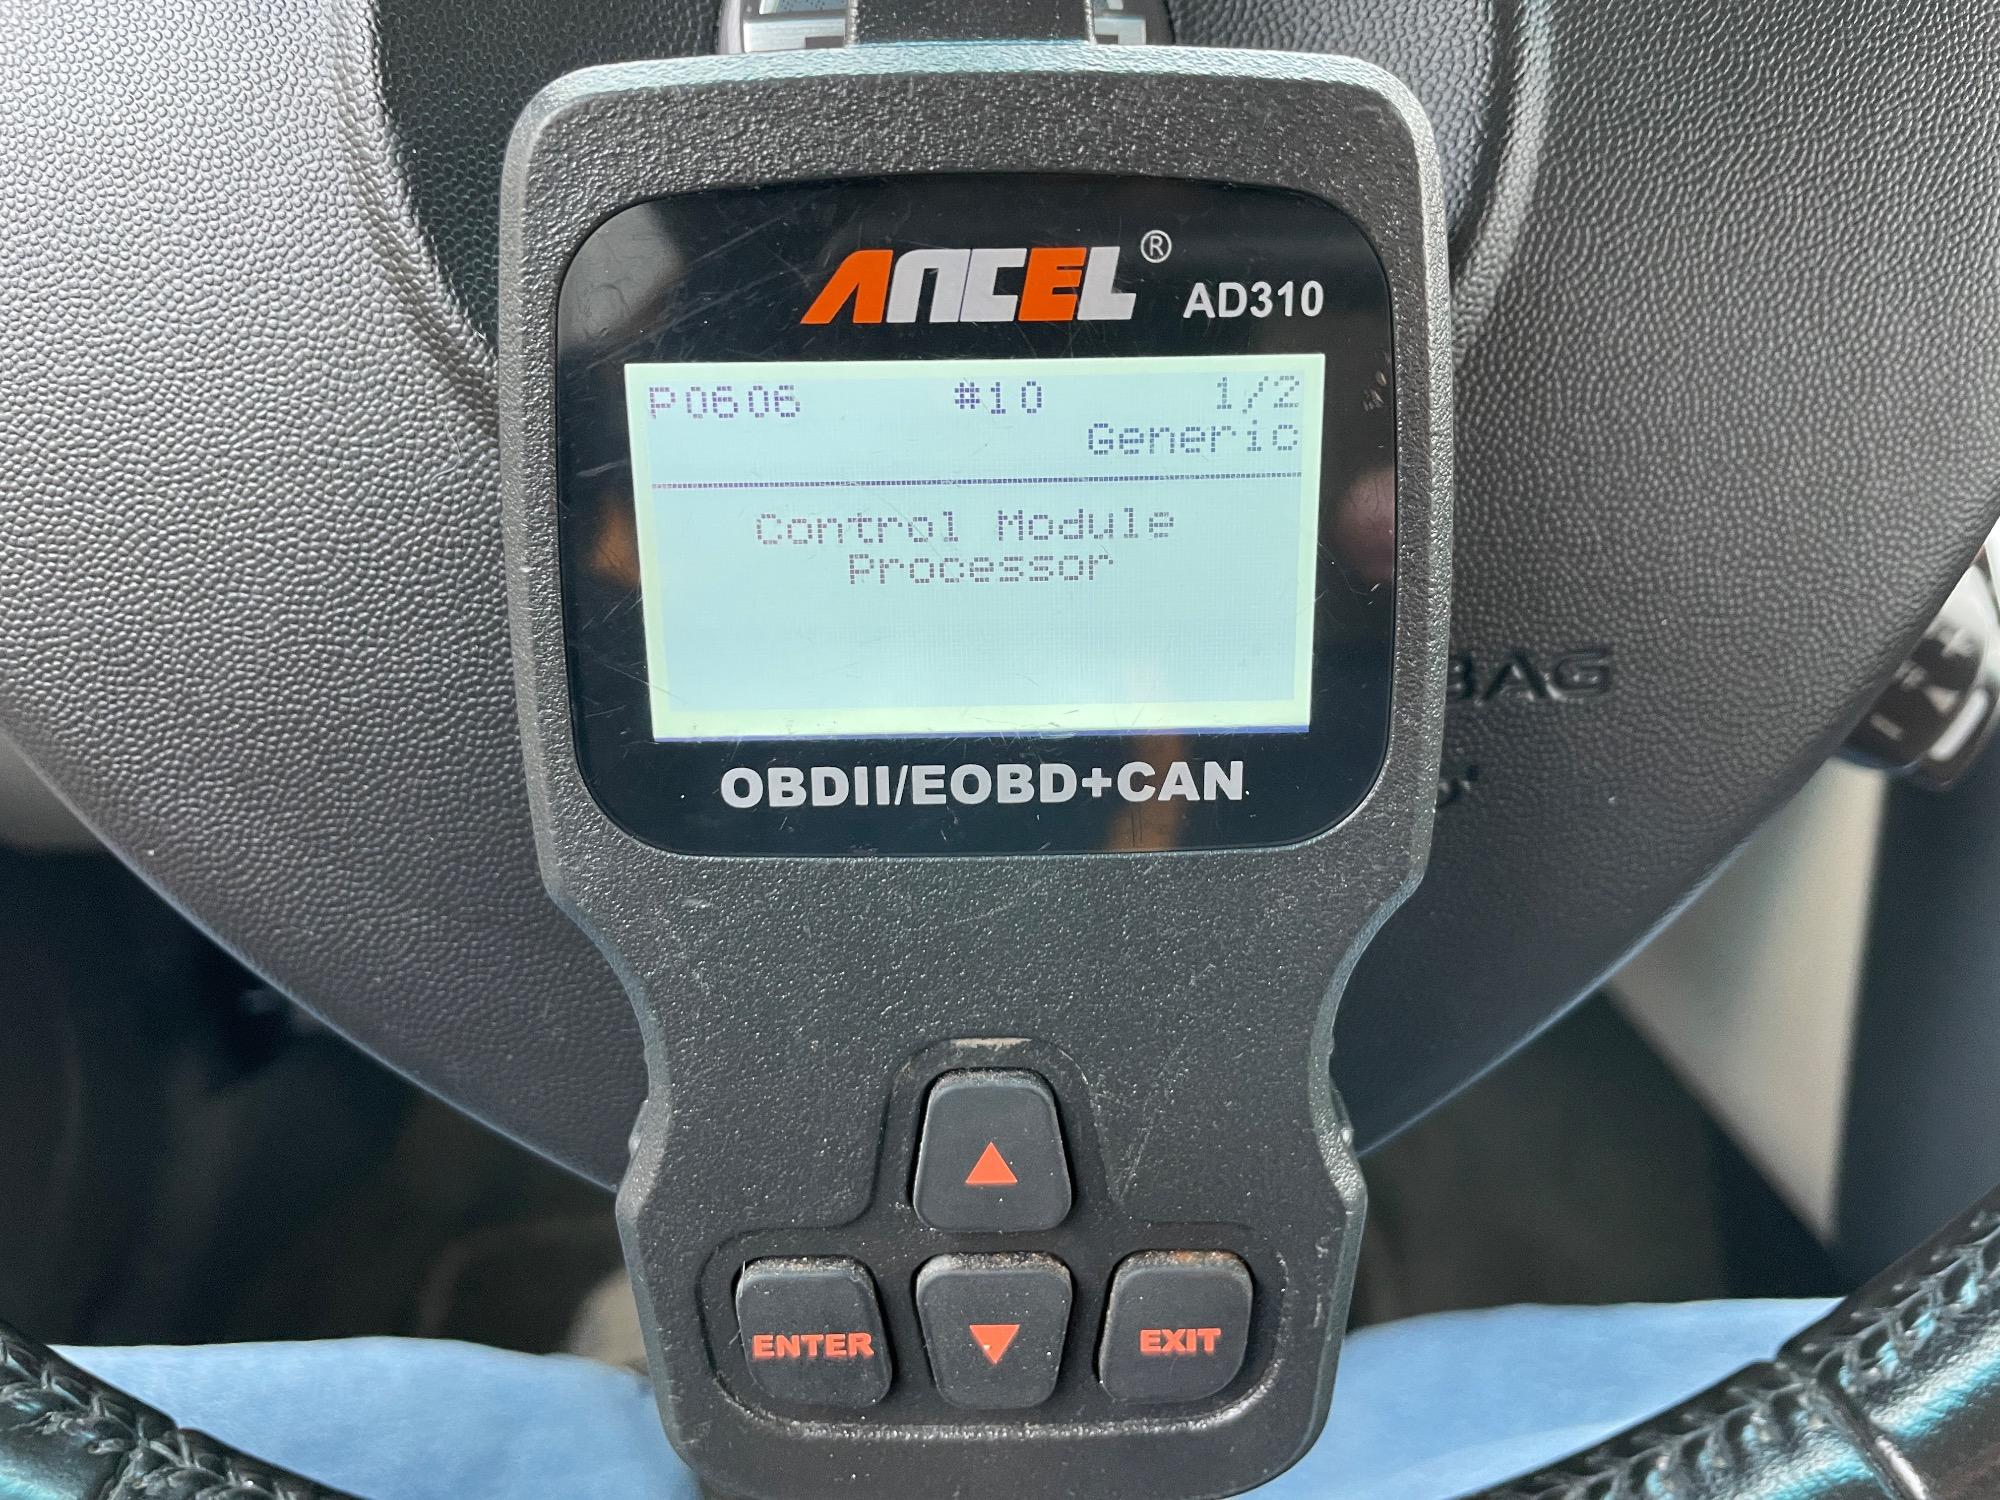 ANCEL® AD310
P0606 #10 1/2
Generic
Control Module
Processor
BAG
OBDII/EOBD+CAN
ENTER
EXIT